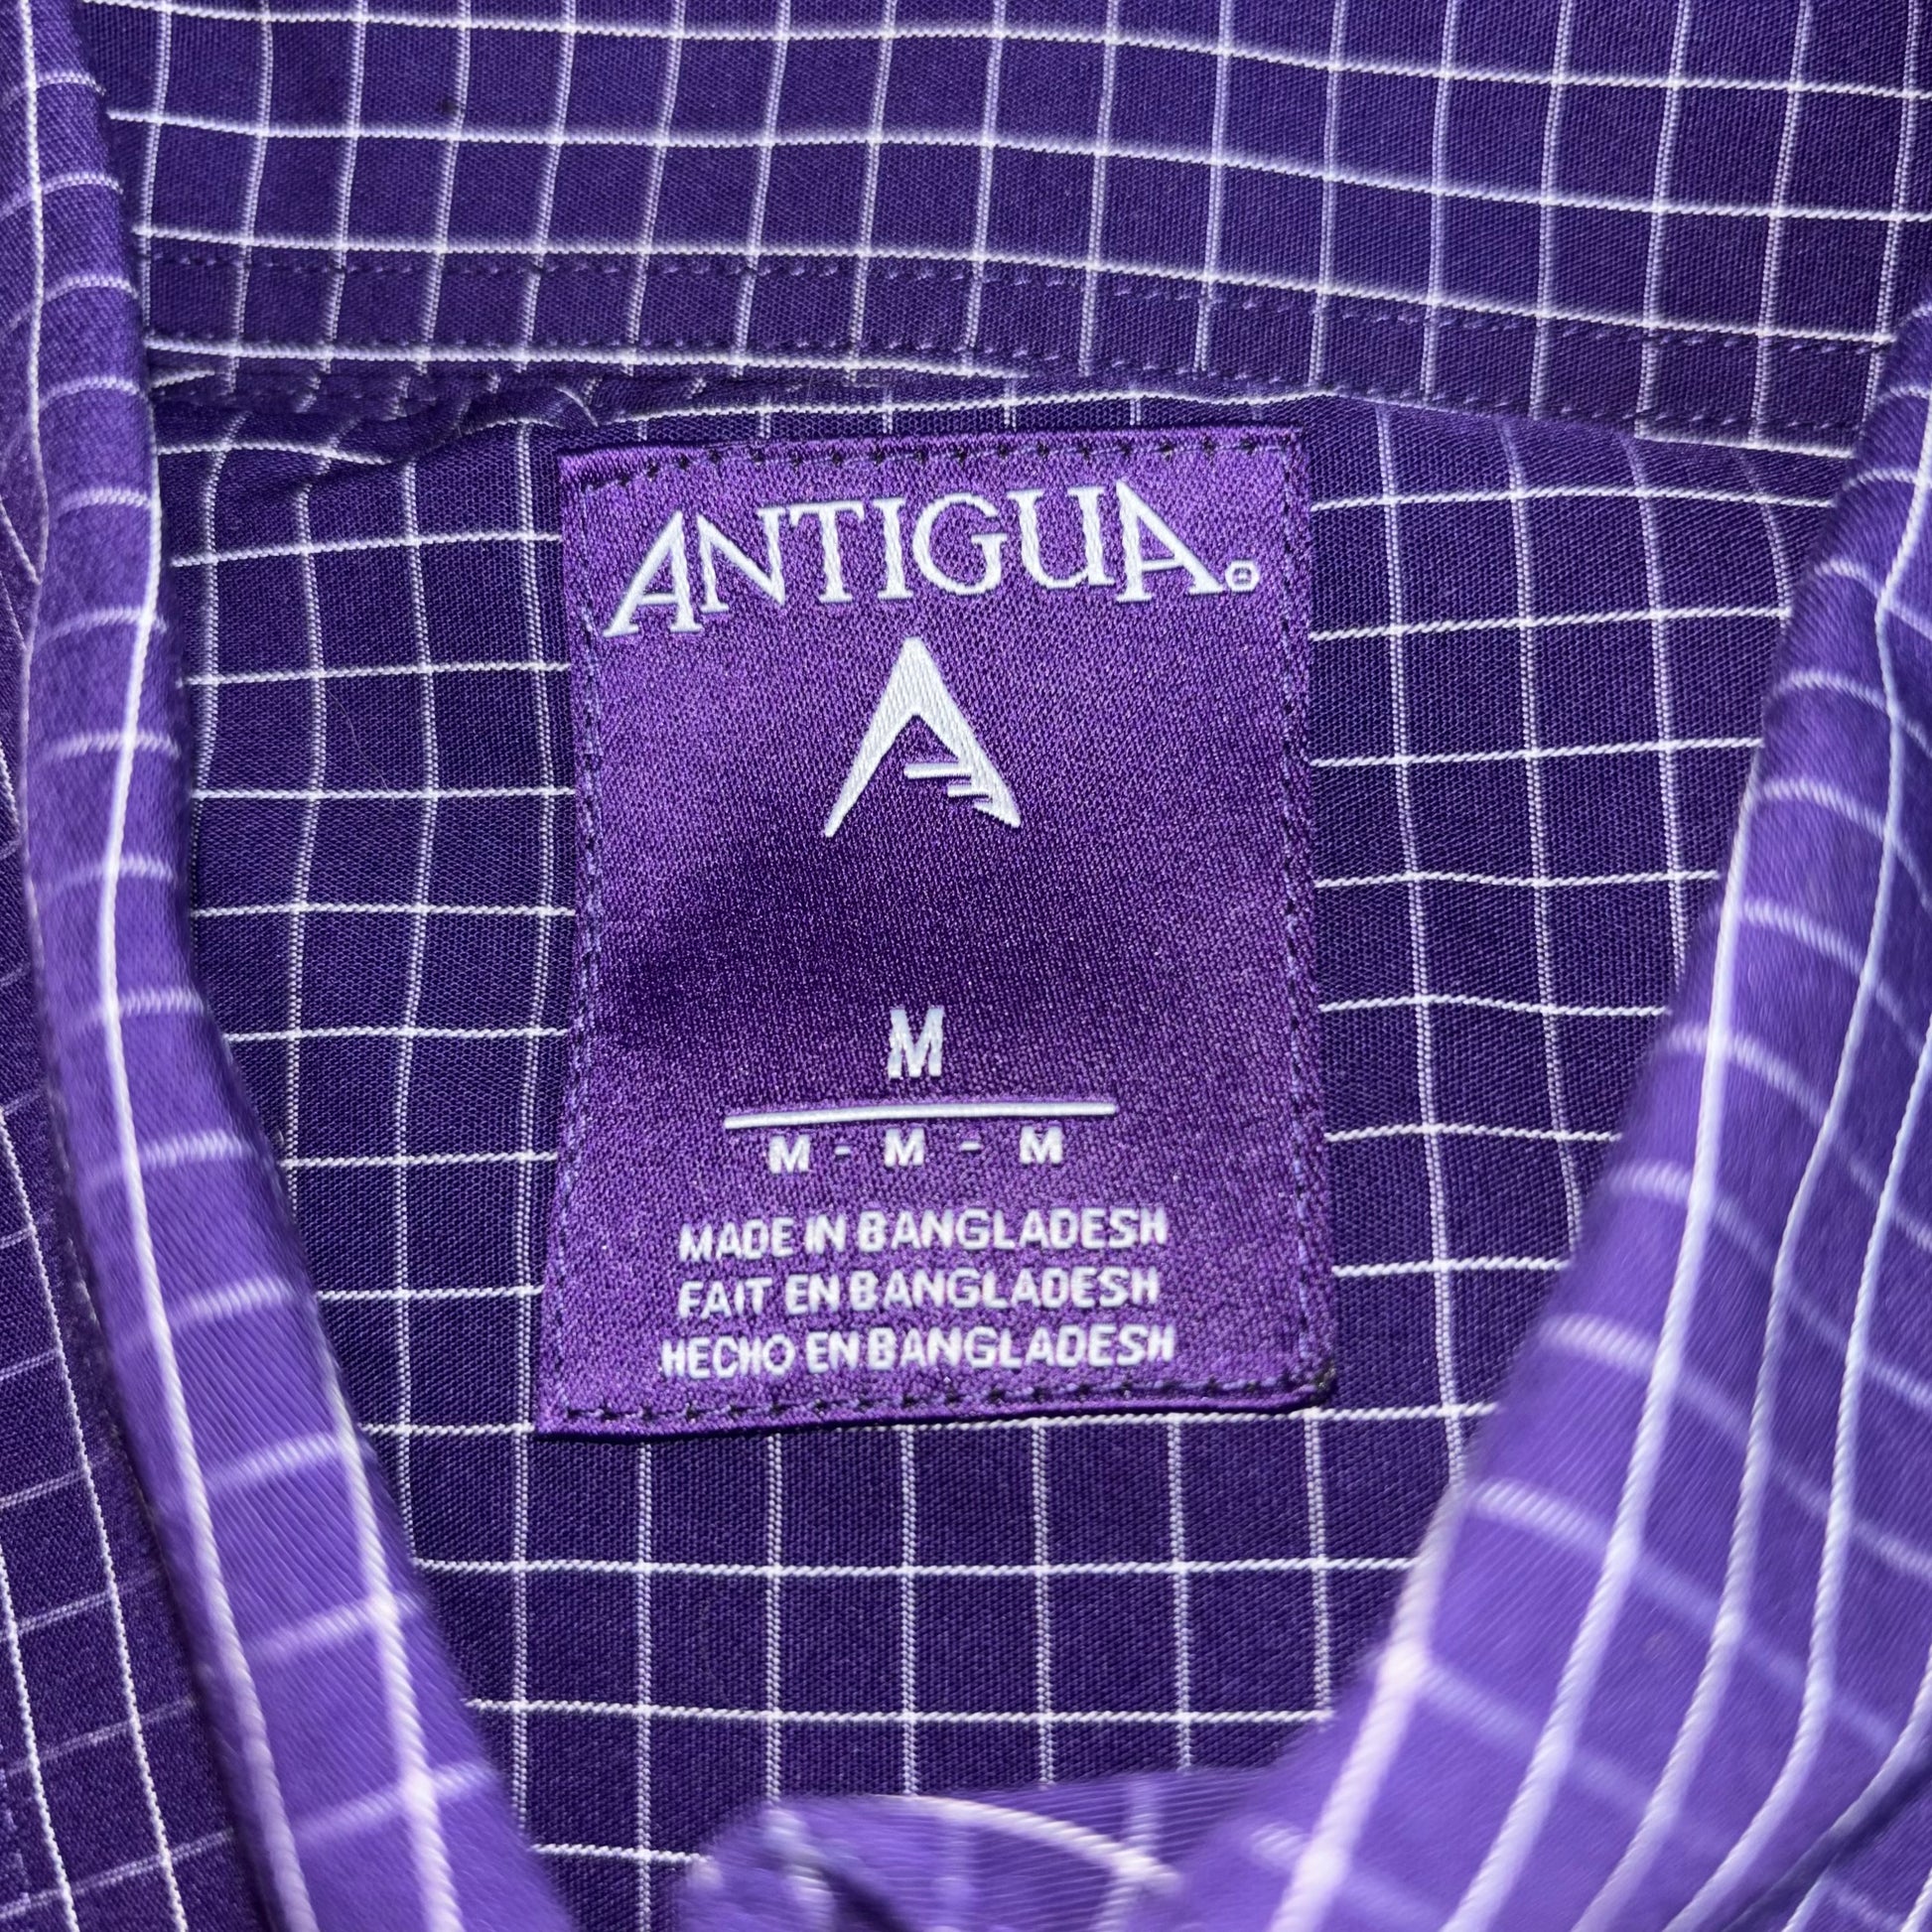 ANTIGUA®
M
M - M - M
MADE IN BANGLADESH
FAIT EN BANGLADESH
HECHO EN BANGLADESH